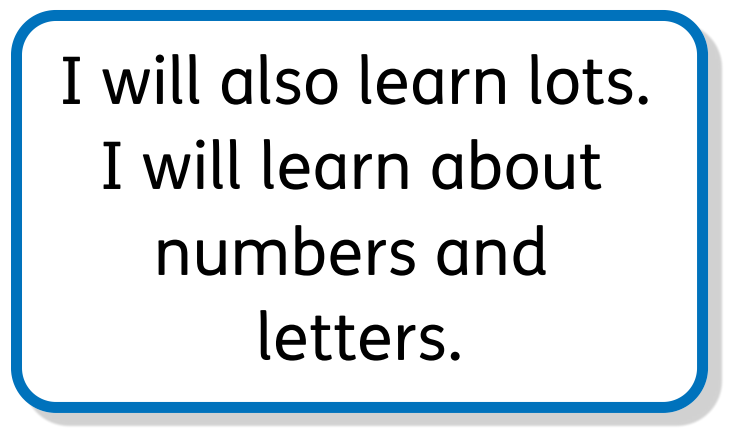 I will also learn lots.
I will learn about
numbers and
letters.